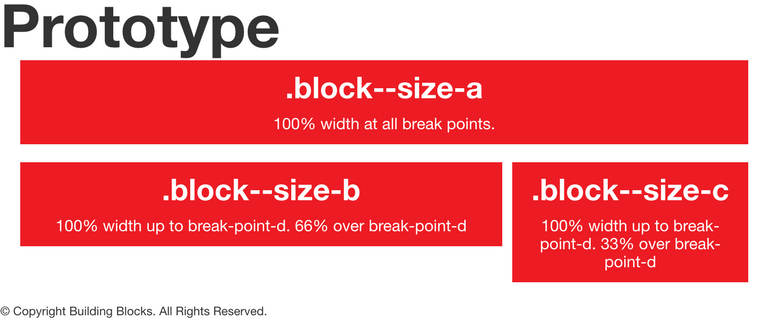 Prototype
.block--size-a
100% width at all break points.
.block--size-b
100% width up to break-point-d. 66% over break-point-d
.block--size-c
100% width up to break-
point-d. 33% over break-
point-d
© Copyright Building Blocks. All Rights Reserved.